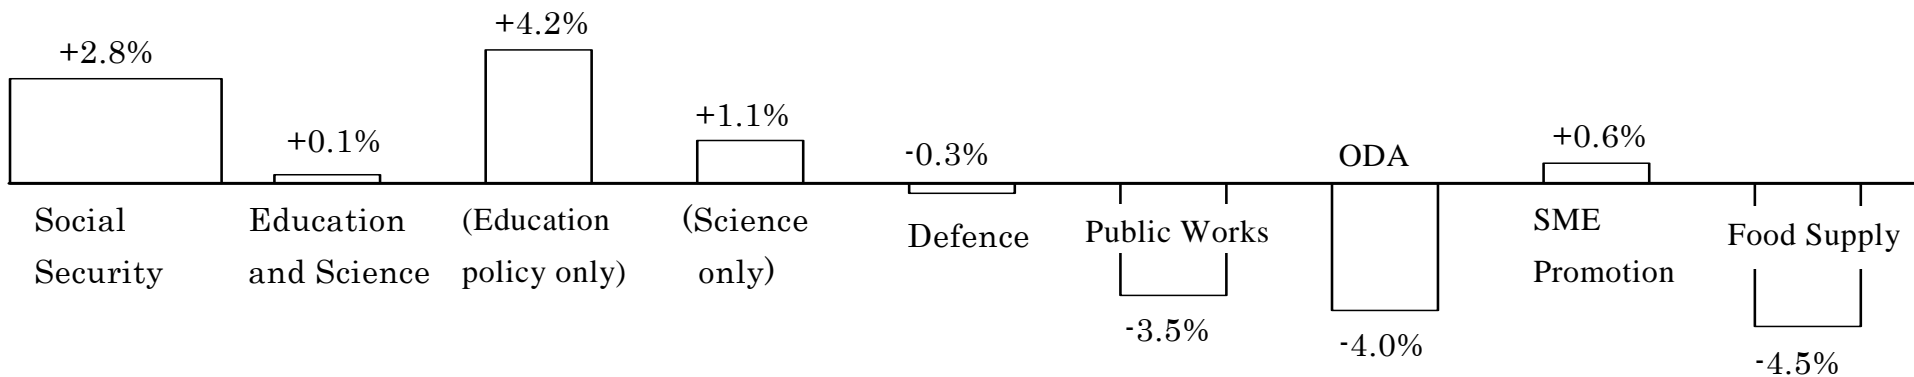 +2.8%
+0.1%
+4.2%
+1.1%
-0.3%
ODA
+0.6%
Social
Security
Education
and Science
(Education
policy only)
(Science
only)
Defence
Public Works
SME
Promotion
Food Supply
-3.5%
-4.0%
-4.5%